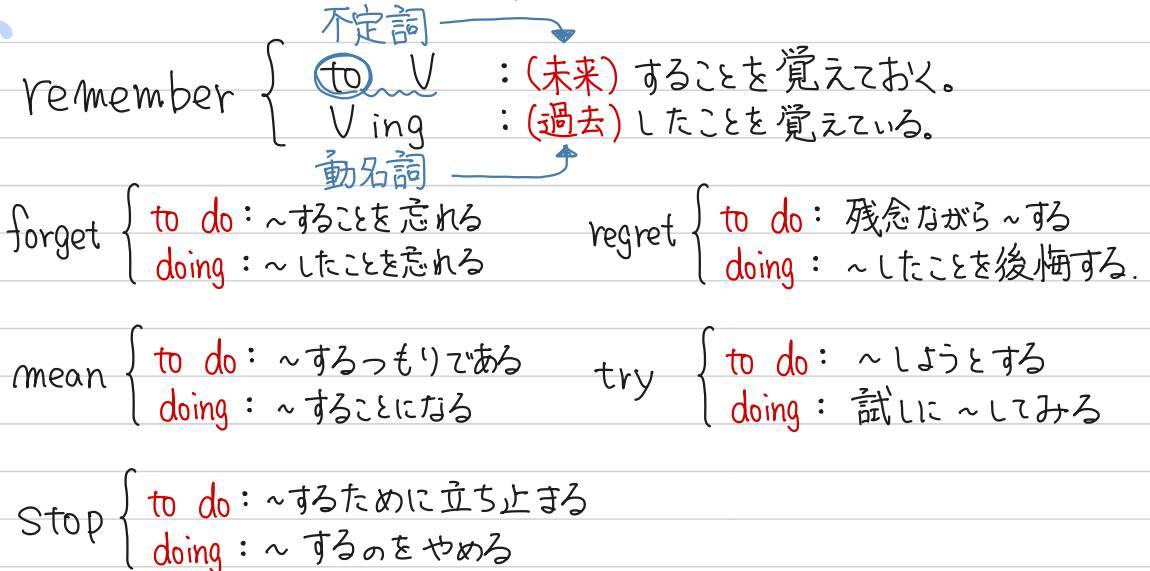 不定詞
remember { to V : (未来) することを覚えておく。
Ving : (過去) したことを覚えている。
動名詞
forget { to do : ~することを忘れる
doing : ~したことを忘れる
regret { to do : 残念ながら~する
doing : ~したことを後悔する.
mean { to do : ~するつもりである
doing : ~することになる
try { to do : ~しようとする
doing : 試しに~してみる
stop { to do : ~するために立ち止まる
doing : ~するのをやめる